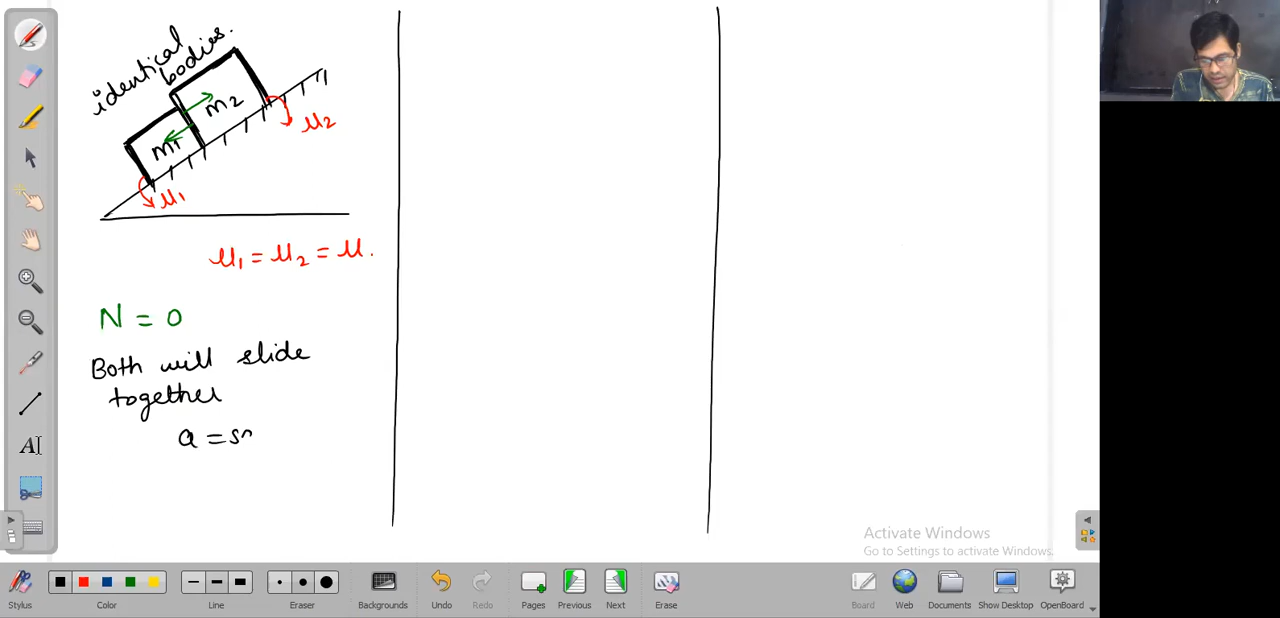 identical
bodies.
m2
m1
μ2
μ1
μ1 = μ2 = μ.
N = 0
Both will slide
together
a = s
Activate Windows
Go to Settings to activate Windows.
A
Stylus
Color
Line
Eraser
Backgrounds
Undo
Redo
Pages
Previous
Next
Erase
Board
Web
Documents
Show Desktop
OpenBoard